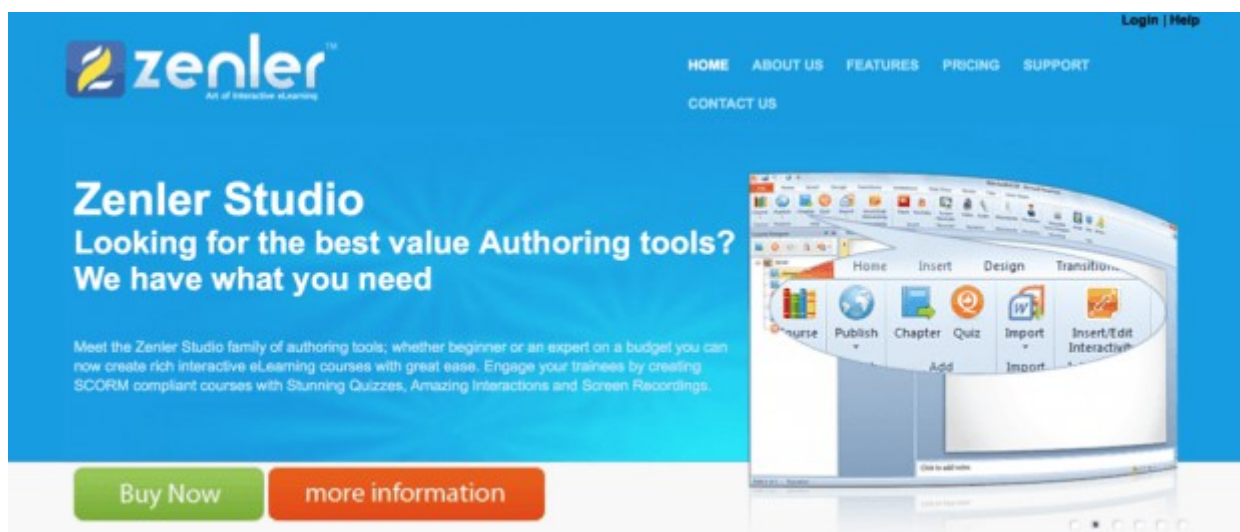 Login | Help
zenler™
Art of Interactive eLearning
HOME ABOUT US FEATURES PRICING SUPPORT
CONTACT US
Zenler Studio
Looking for the best value Authoring tools?
We have what you need
Meet the Zenler Studio family of authoring tools; whether beginner or an expert on a budget you can
now create rich interactive eLearning courses with great ease. Engage your trainees by creating
SCORM compliant courses with Stunning Quizzes, Amazing Interactions and Screen Recordings.
Home Insert Design Transitions
Course Publish Chapter Quiz Import Insert/Edit
Interactivity
Add Import
Click to add notes
Buy Now
more information